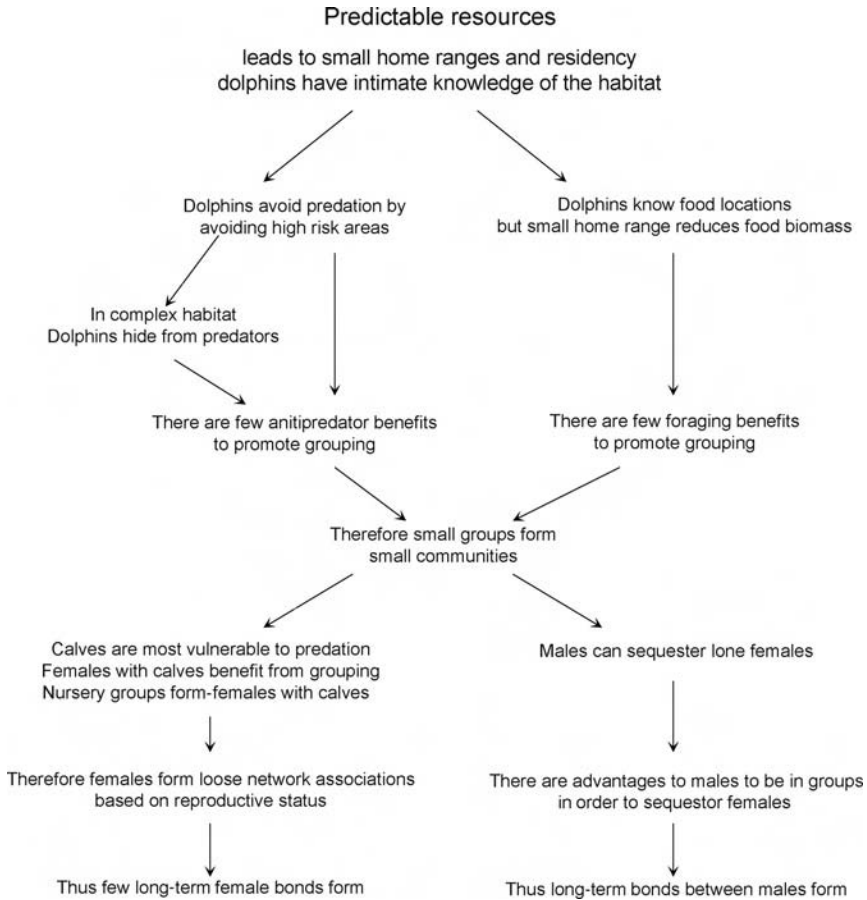 Predictable resources
leads to small home ranges and residency
dolphins have intimate knowledge of the habitat
Dolphins avoid predation by
avoiding high risk areas
Dolphins know food locations
but small home range reduces food biomass
In complex habitat
Dolphins hide from predators
There are few anitipredator benefits
to promote grouping
There are few foraging benefits
to promote grouping
Therefore small groups form
small communities
Calves are most vulnerable to predation
Females with calves benefit from grouping
Nursery groups form-females with calves
Males can sequester lone females
Therefore females form loose network associations
based on reproductive status
There are advantages to males to be in groups
in order to sequestor females
Thus few long-term female bonds form
Thus long-term bonds between males form